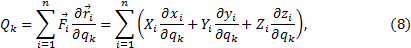 Q_k = \sum_{i=1}^{n} \vec{F}_i \frac{\partial \vec{r}_i}{\partial q_k} = \sum_{i=1}^{n} \left( X_i \frac{\partial x_i}{\partial q_k} + Y_i \frac{\partial y_i}{\partial q_k} + Z_i \frac{\partial z_i}{\partial q_k} \right), (8)